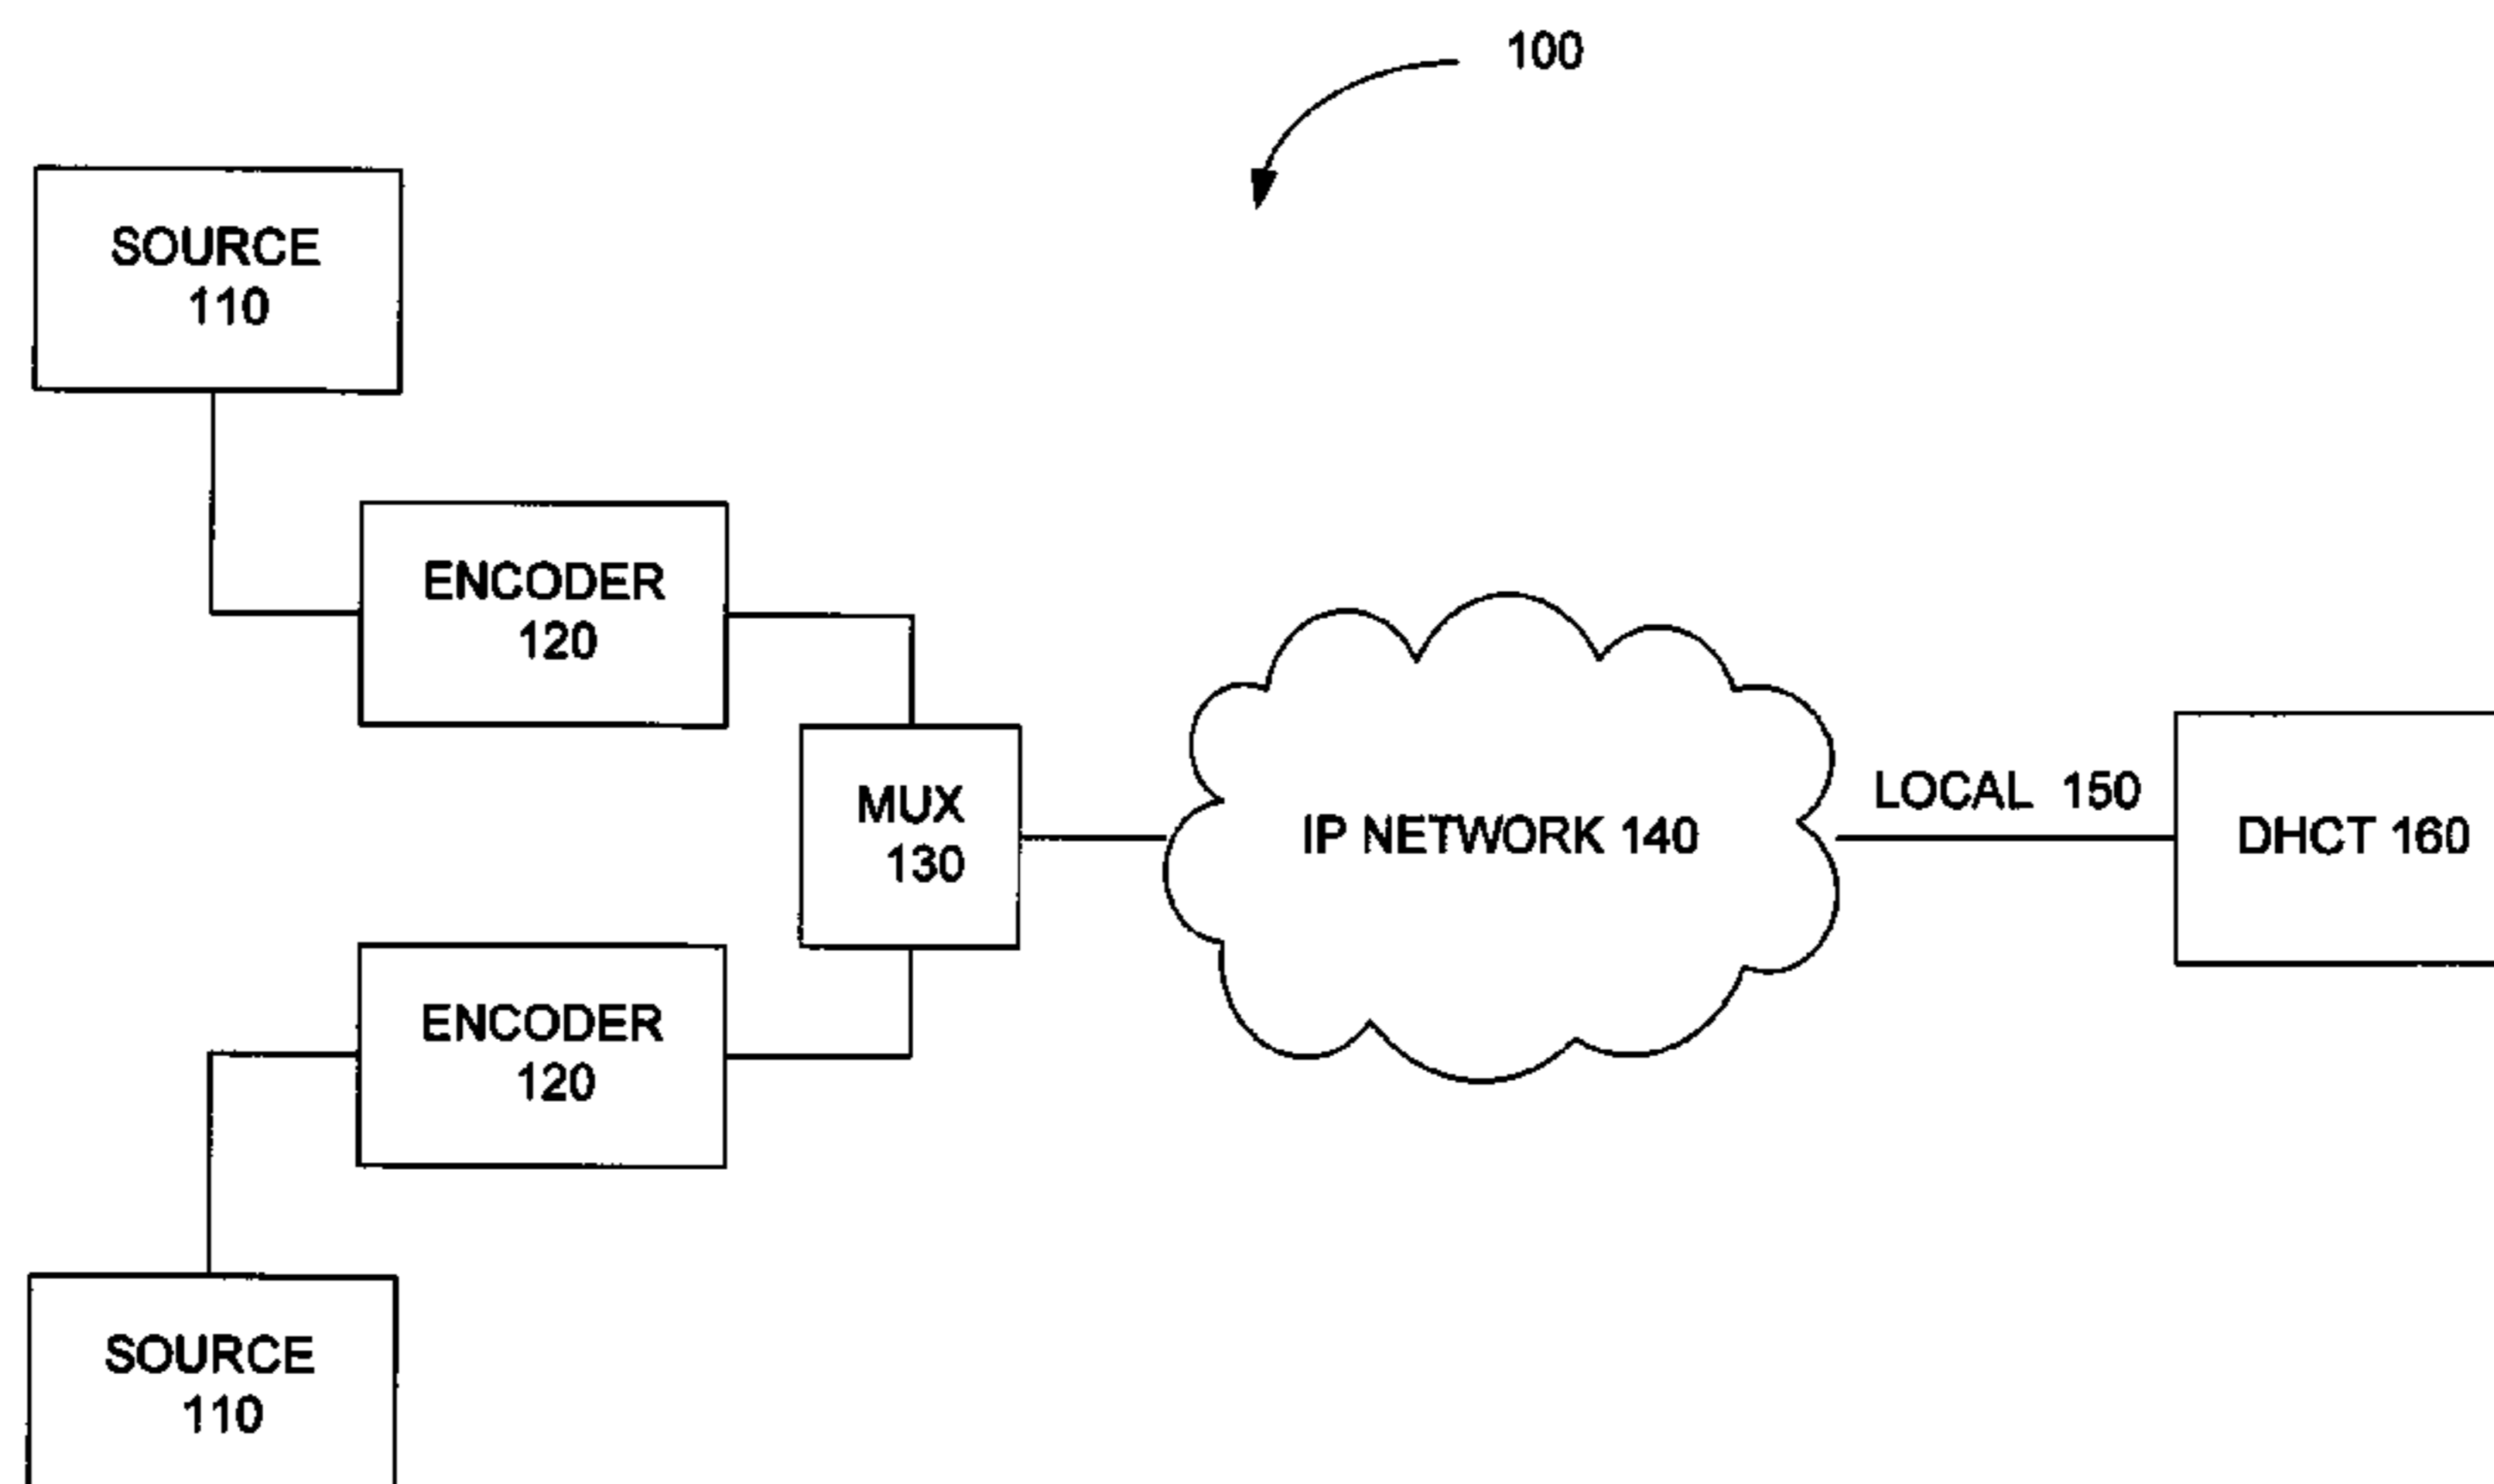 100
SOURCE
110
ENCODER
120
MUX
130
IP NETWORK 140
LOCAL 150
DHCT 160
ENCODER
120
SOURCE
110